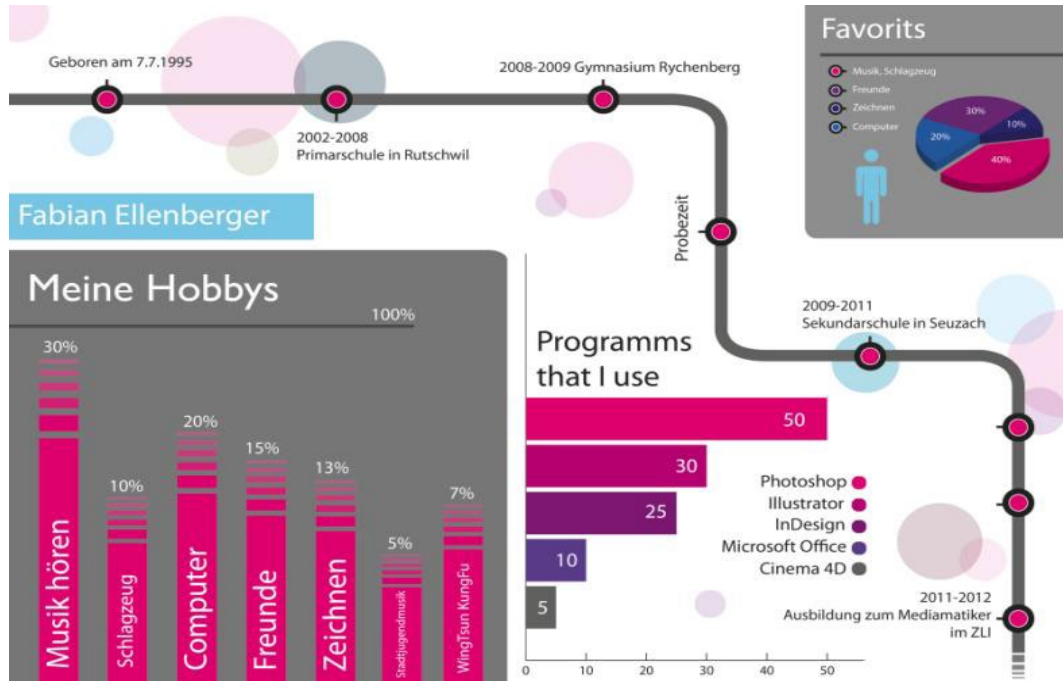 Geboren am 7.7.1995
2002-2008
Primarschule in Rutschwil
2008-2009 Gymnasium Rychenberg
Probezeit
2009-2011
Sekundarschule in Seuzach
2011-2012
Ausbildung zum Mediamatiker
im ZLI
Favorits
Musik, Schlagzeug
Freunde
Zeichnen
Computer
30%
10%
20%
40%
Fabian Ellenberger
Meine Hobbys
100%
30%
10%
20%
15%
13%
5%
7%
Musik hören
Schlagzeug
Computer
Freunde
Zeichnen
Stadtjugendmusik
WingTsun KungFu
Programms
that I use
50
30
25
10
5
Photoshop
Illustrator
InDesign
Microsoft Office
Cinema 4D
0 10 20 30 40 50